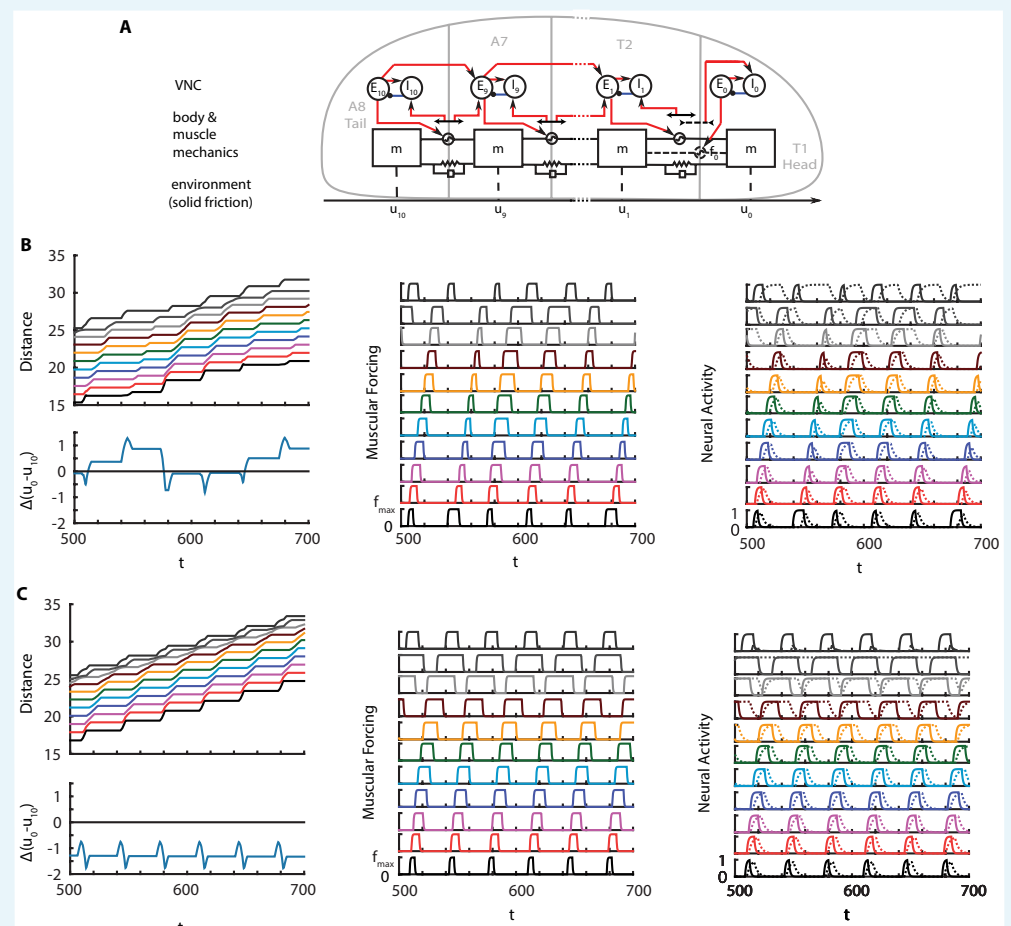 A
A7
T2
VNC
E10 I10 E9 I9 E1 I1 E0 I0
A8
Tail
body &
muscle
mechanics
m m m m
f0
T1
Head
environment
(solid friction)
u10 u9 u1 u0
B
35
30
25
20
15
Distance
1
0
-1
-2
Δ(u0-u10)
500 600 700
t
Muscular Forcing
fmax
0
500 600 700
t
Neural Activity
1
0
500 600 700
t
C
35
30
25
20
15
Distance
1
0
-1
-2
Δ(u0-u10)
500 600 700
Muscular Forcing
fmax
0
500 600 700
t
Neural Activity
1
0
500 600 700
t